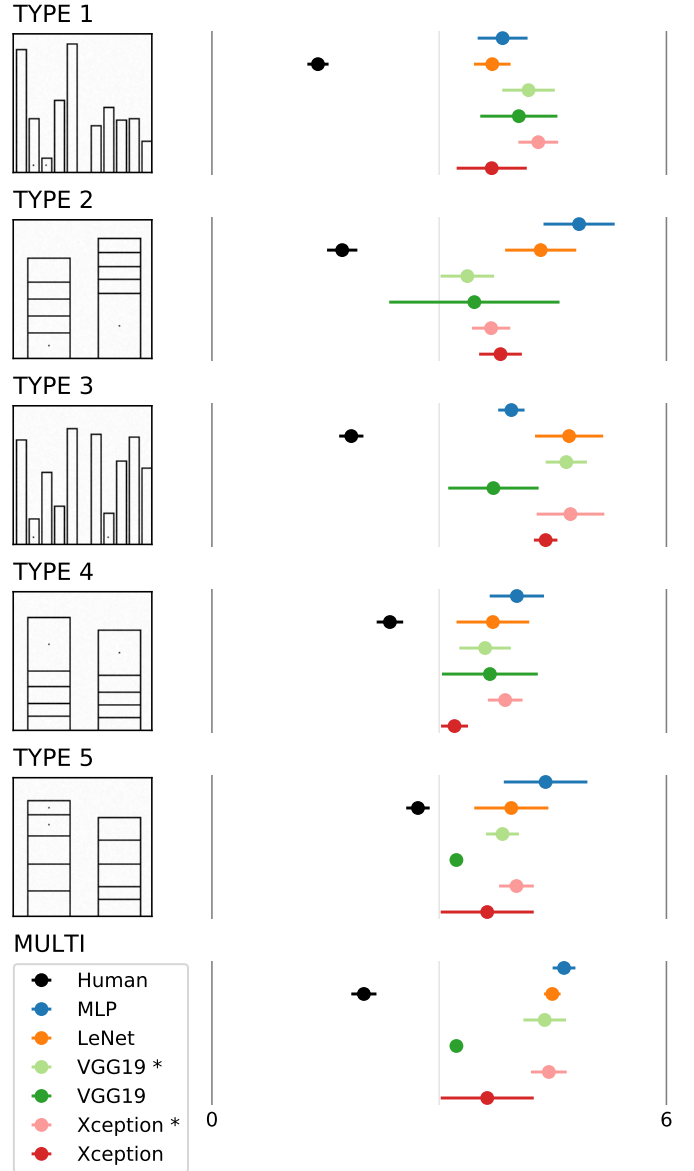 TYPE 1
TYPE 2
TYPE 3
TYPE 4
TYPE 5
MULTI
Human
MLP
LeNet
VGG19 *
VGG19
Xception *
Xception
0 6